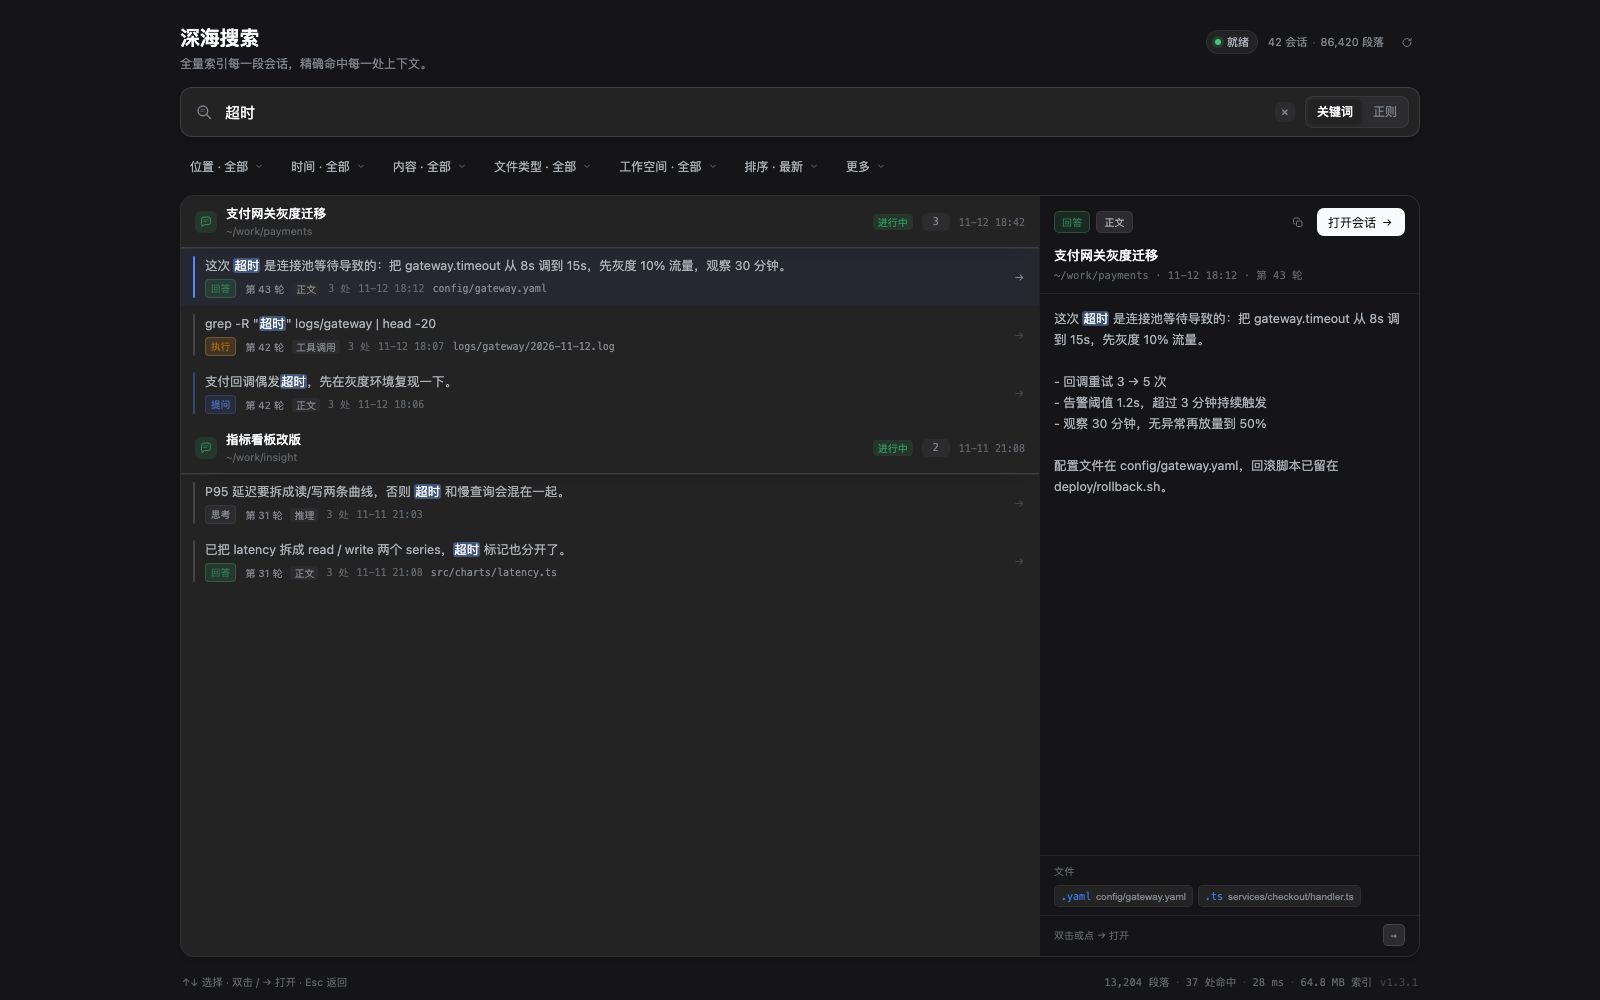 深海搜索
全量索引每一段会话，精确命中每一处上下文。
就绪
42 会话 · 86,420 段落
超时
×
关键词 正则
位置 · 全部 时间 · 全部 内容 · 全部 文件类型 · 全部 工作空间 · 全部 排序 · 最新 更多
支付网关灰度迁移
~/work/payments
进行中 3 11-12 18:42
这次 超时 是连接池等待导致的：把 gateway.timeout 从 8s 调到 15s，先灰度 10% 流量，观察 30 分钟。
回答 第 43 轮 正文 3 处 11-12 18:12 config/gateway.yaml
→
grep -R "超时" logs/gateway | head -20
执行 第 42 轮 工具调用 3 处 11-12 18:07 logs/gateway/2026-11-12.log
→
支付回调偶发超时，先在灰度环境复现一下。
提问 第 42 轮 正文 3 处 11-12 18:06
→
指标看板改版
~/work/insight
进行中 2 11-11 21:08
P95 延迟要拆成读/写两条曲线，否则 超时 和慢查询会混在一起。
思考 第 31 轮 推理 3 处 11-11 21:03
→
已把 latency 拆成 read / write 两个 series，超时 标记也分开了。
回答 第 31 轮 正文 3 处 11-11 21:08 src/charts/latency.ts
→
回答 正文
打开会话 →
支付网关灰度迁移
~/work/payments · 11-12 18:12 · 第 43 轮
这次 超时 是连接池等待导致的：把 gateway.timeout 从 8s 调
到 15s，先灰度 10% 流量。
- 回调重试 3 → 5 次
- 告警阈值 1.2s，超过 3 分钟持续触发
- 观察 30 分钟，无异常再放量到 50%
配置文件在 config/gateway.yaml，回滚脚本已留在
deploy/rollback.sh。
文件
.yaml config/gateway.yaml .ts services/checkout/handler.ts
双击或点 → 打开
→
↑↓ 选择 · 双击 / → 打开 · Esc 返回
13,204 段落 · 37 处命中 · 28 ms · 64.8 MB 索引 v1.3.1